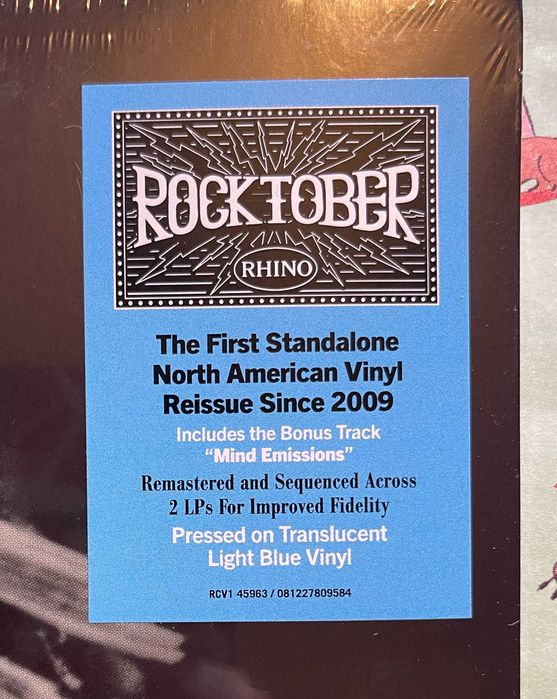 ROCKTOBER
RHINO
The First Standalone
North American Vinyl
Reissue Since 2009
Includes the Bonus Track
“Mind Emissions”
Remastered and Sequenced Across
2 LPs For Improved Fidelity
Pressed on Translucent
Light Blue Vinyl
RCV1 45963 / 081227809584